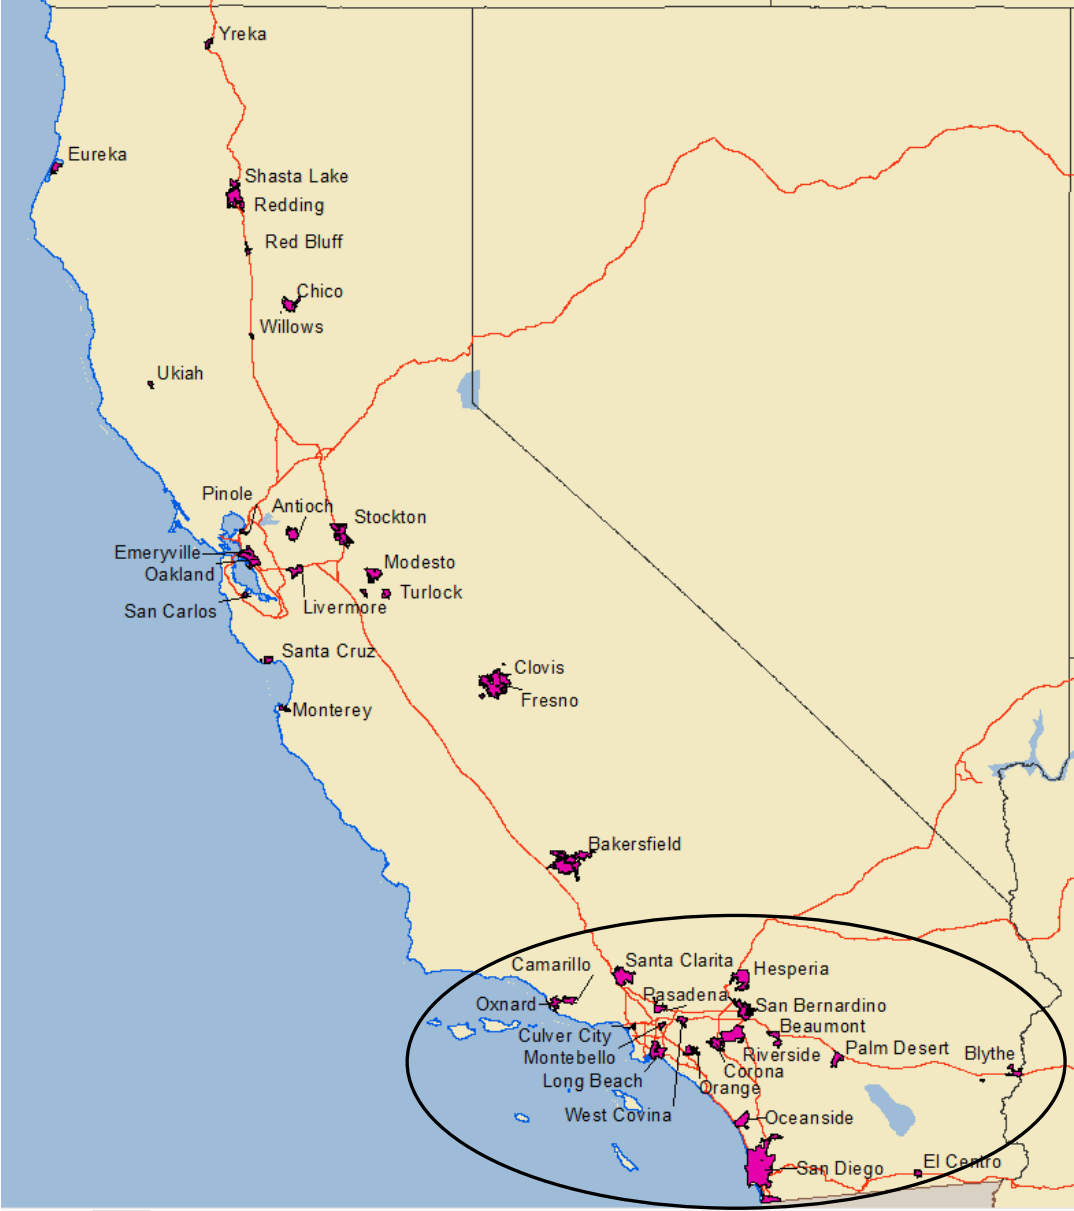 Yreka
Eureka
Shasta Lake
Redding
Red Bluff
Chico
Willows
Ukiah
Pinole
Antioch
Stockton
Emeryville
Modesto
Oakland
Turlock
San Carlos
Livermore
Santa Cruz
Clovis
Fresno
Monterey
Bakersfield
Camarillo
Santa Clarita
Hesperia
Oxnard
Pasadena
San Bernardino
Culver City
Beaumont
Montebello
Riverside
Palm Desert
Blythe
Long Beach
Corona
Orange
West Covina
Oceanside
San Diego
El Centro